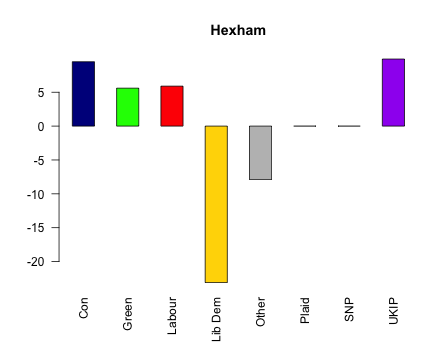 Hexham
5
0
-5
-10
-15
-20
Con
Green
Labour
Lib Dem
Other
Plaid
SNP
UKIP